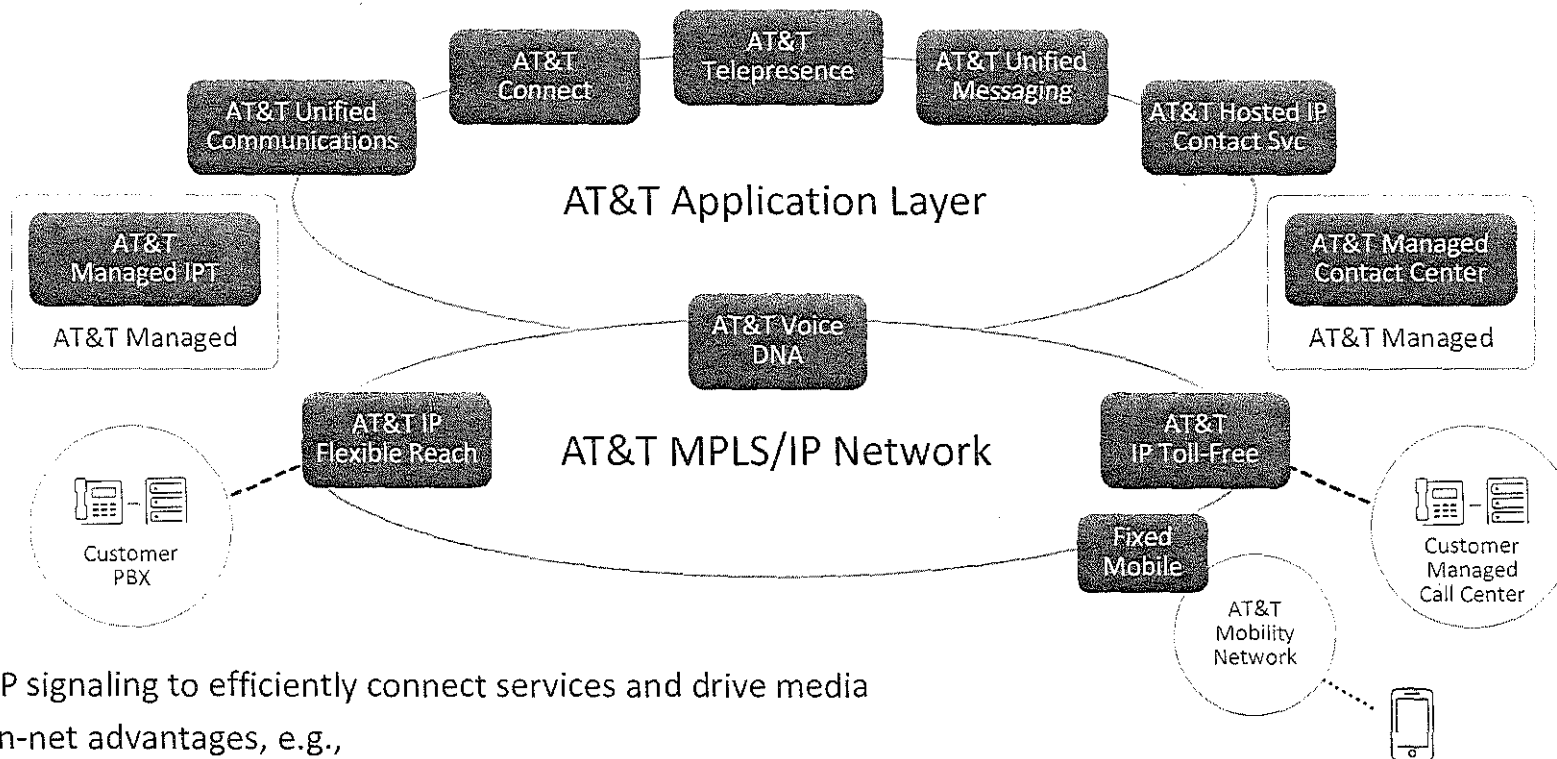 AT&T
Telepresence
AT&T
Connect
AT&T Unified
Messaging
AT&T Unified
Communications
AT&T Hosted IP
Contact Svc
AT&T Application Layer
AT&T
Managed IPT
AT&T Managed
AT&T Managed
Contact Center
AT&T Managed
AT&T Voice
DNA
AT&T IP
Flexible Reach
AT&T MPLS/IP Network
AT&T
IP Toll-Free
Customer
PBX
Fixed
Mobile
Customer
Managed
Call Center
AT&T
Mobility
Network
P signaling to efficiently connect services and drive media
n-net advantages, e.g.,